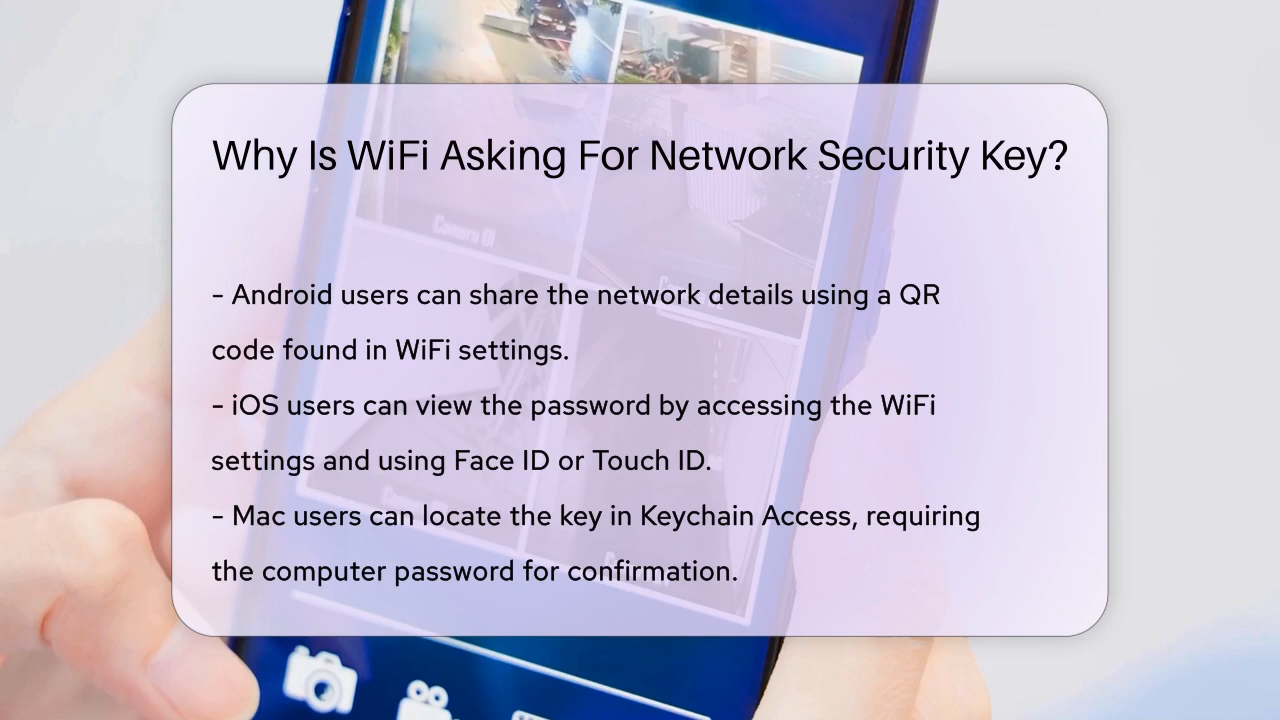 Why Is WiFi Asking For Network Security Key?
- Android users can share the network details using a QR
code found in WiFi settings.
- iOS users can view the password by accessing the WiFi
settings and using Face ID or Touch ID.
- Mac users can locate the key in Keychain Access, requiring
the computer password for confirmation.